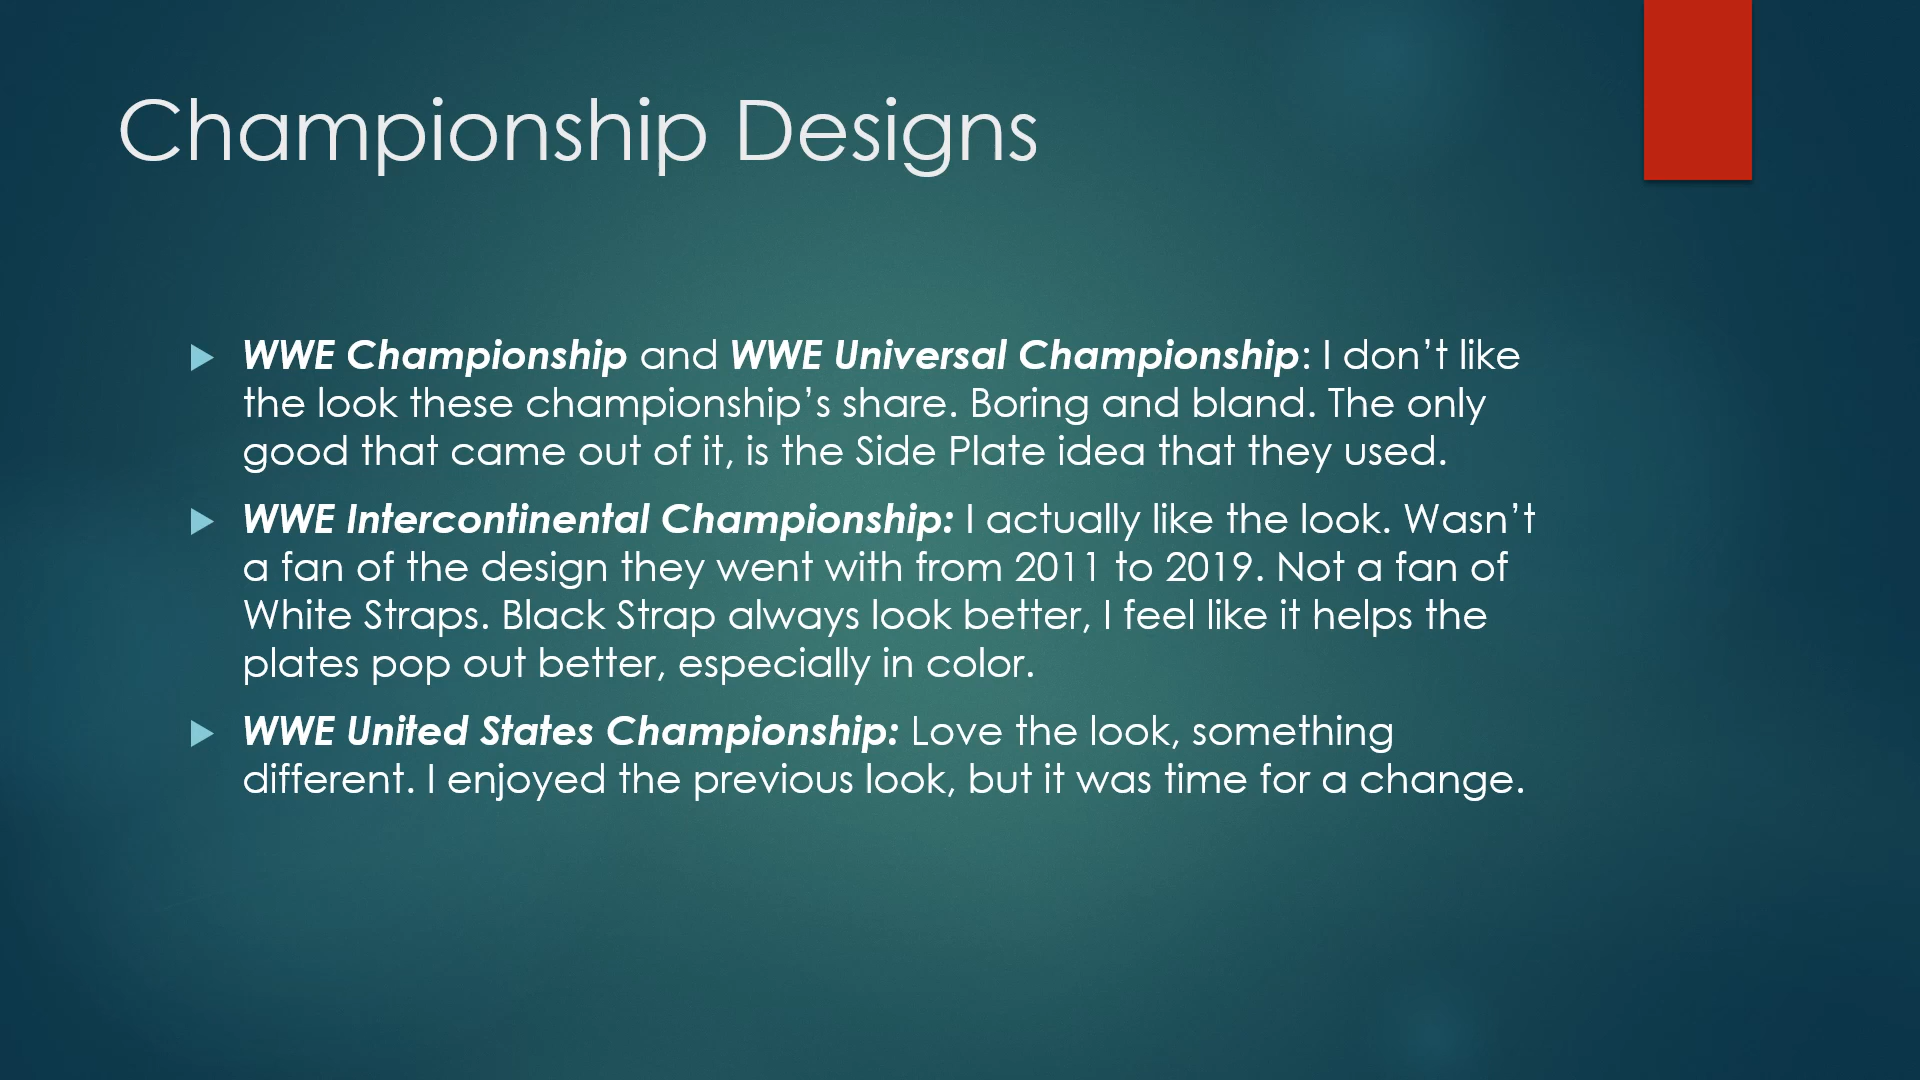 Championship Designs
WWE Championship and WWE Universal Championship: I don’t like
the look these championship’s share. Boring and bland. The only
good that came out of it, is the Side Plate idea that they used.
WWE Intercontinental Championship: I actually like the look. Wasn’t
a fan of the design they went with from 2011 to 2019. Not a fan of
White Straps. Black Strap always look better, I feel like it helps the
plates pop out better, especially in color.
WWE United States Championship: Love the look, something
different. I enjoyed the previous look, but it was time for a change.